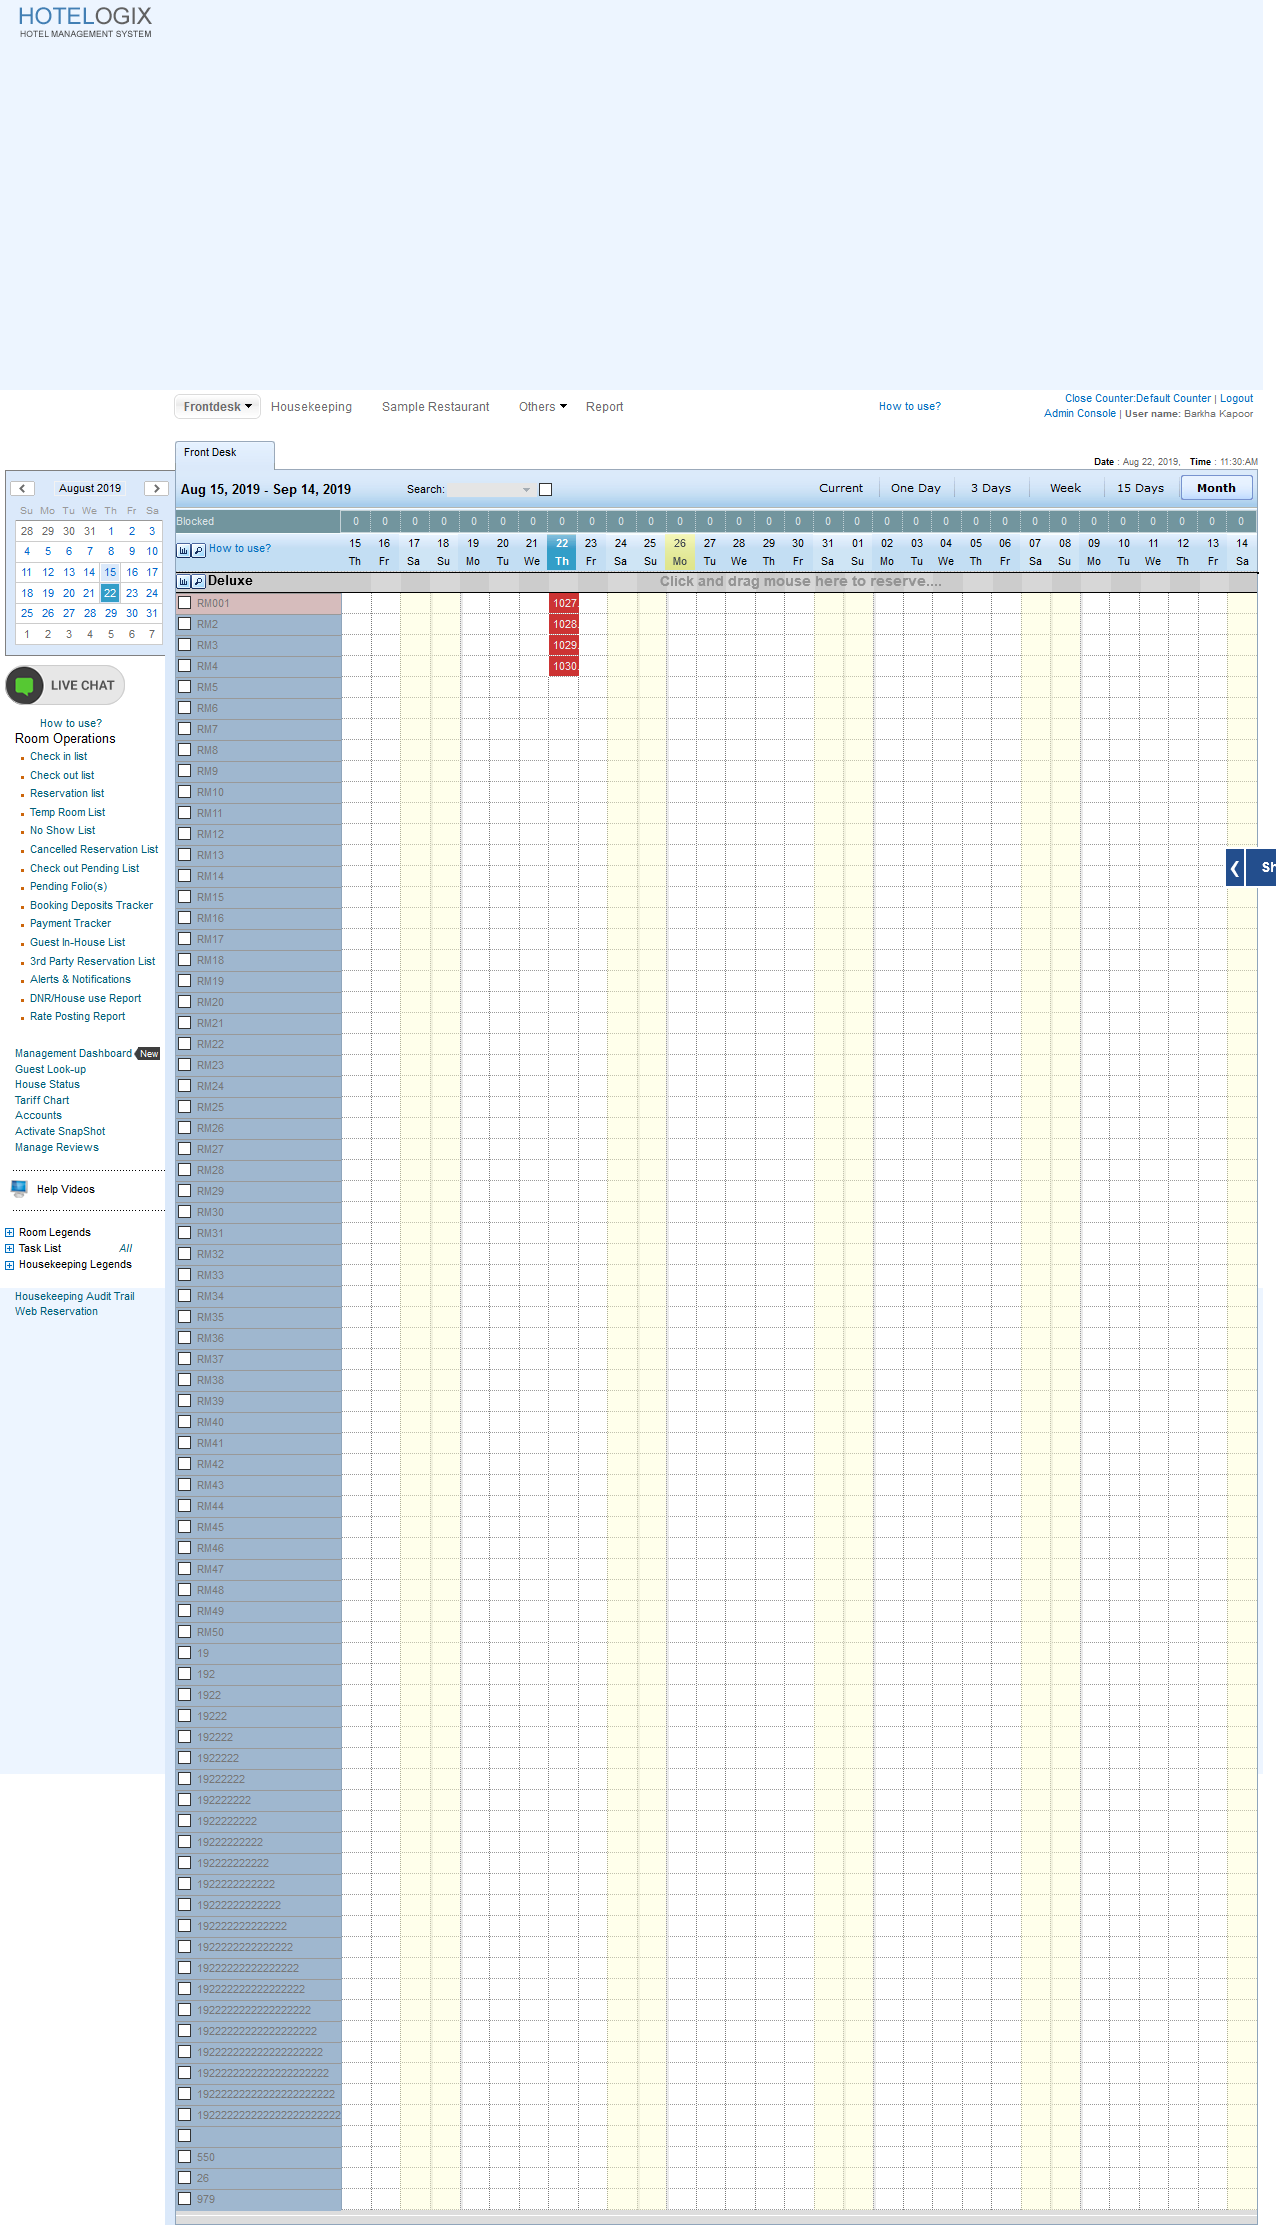 HOTELOGIX
HOTEL MANAGEMENT SYSTEM
Frontdesk Housekeeping Sample Restaurant Others Report How to use? Close Counter:Default Counter | Logout
Admin Console | User name: Barkha Kapoor
Front Desk
Date : Aug 22, 2019, Time : 11:30:AM
August 2019
Su Mo Tu We Th Fr Sa
28 29 30 31 1 2 3
4 5 6 7 8 9 10
11 12 13 14 15 16 17
18 19 20 21 22 23 24
25 26 27 28 29 30 31
1 2 3 4 5 6 7
LIVE CHAT
How to use?
Room Operations
Check in list
Check out list
Reservation list
Temp Room List
No Show List
Cancelled Reservation List
Check out Pending List
Pending Folio(s)
Booking Deposits Tracker
Payment Tracker
Guest In-House List
3rd Party Reservation List
Alerts & Notifications
DNR/House use Report
Rate Posting Report
Management Dashboard New
Guest Look-up
House Status
Tariff Chart
Accounts
Activate SnapShot
Manage Reviews
Help Videos
Room Legends
Task List All
Housekeeping Legends
Housekeeping Audit Trail
Web Reservation
Aug 15, 2019 - Sep 14, 2019 Search: Current One Day 3 Days Week 15 Days Month
Blocked 0 0 0 0 0 0 0 0 0 0 0 0 0 0 0 0 0 0 0 0 0 0 0 0 0 0 0 0 0 0 0
15 16 17 18 19 20 21 22 23 24 25 26 27 28 29 30 31 01 02 03 04 05 06 07 08 09 10 11 12 13 14
How to use?
Th Fr Sa Su Mo Tu We Th Fr Sa Su Mo Tu We Th Fr Sa Su Mo Tu We Th Fr Sa Su Mo Tu We Th Fr Sa
Deluxe Click and drag mouse here to reserve....
RM001 1027.
RM2 1028.
RM3 1029.
RM4 1030.
RM5
RM6
RM7
RM8
RM9
RM10
RM11
RM12
RM13
RM14
RM15
RM16
RM17
RM18
RM19
RM20
RM21
RM22
RM23
RM24
RM25
RM26
RM27
RM28
RM29
RM30
RM31
RM32
RM33
RM34
RM35
RM36
RM37
RM38
RM39
RM40
RM41
RM42
RM43
RM44
RM45
RM46
RM47
RM48
RM49
RM50
19
192
1922
19222
192222
1922222
19222222
192222222
1922222222
19222222222
192222222222
1922222222222
19222222222222
192222222222222
1922222222222222
19222222222222222
192222222222222222
1922222222222222222
19222222222222222222
192222222222222222222
1922222222222222222222
19222222222222222222222
192222222222222222222222
550
26
979